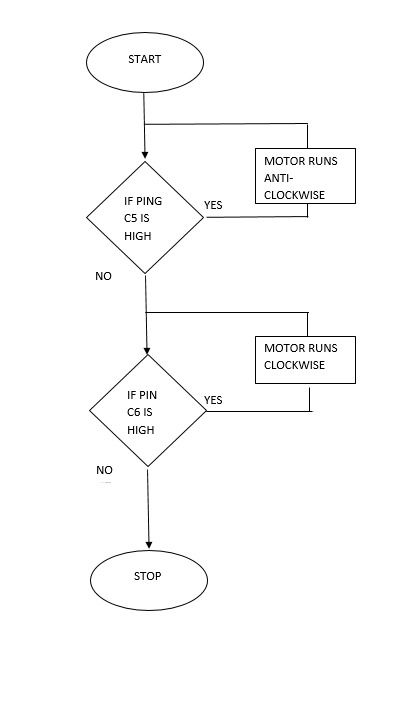 START
MOTOR RUNS
ANTI-
CLOCKWISE
IF PING
C5 IS
HIGH
YES
NO
MOTOR RUNS
CLOCKWISE
IF PIN
C6 IS
HIGH
YES
NO
STOP